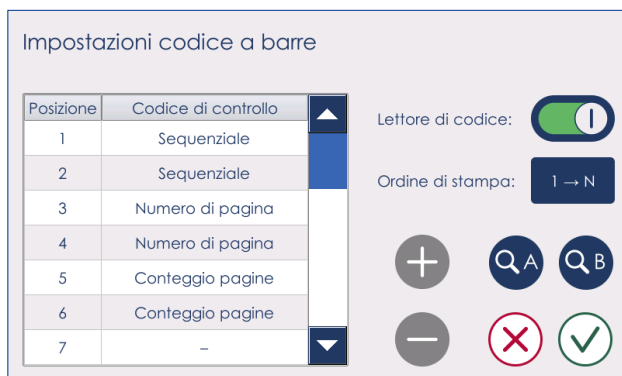 Impostazioni codice a barre
Posizione Codice di controllo
1 Sequenziale
2 Sequenziale
3 Numero di pagina
4 Numero di pagina
5 Conteggio pagine
6 Conteggio pagine
7 –
Lettore di codice:
Ordine di stampa: 1 → N
A B